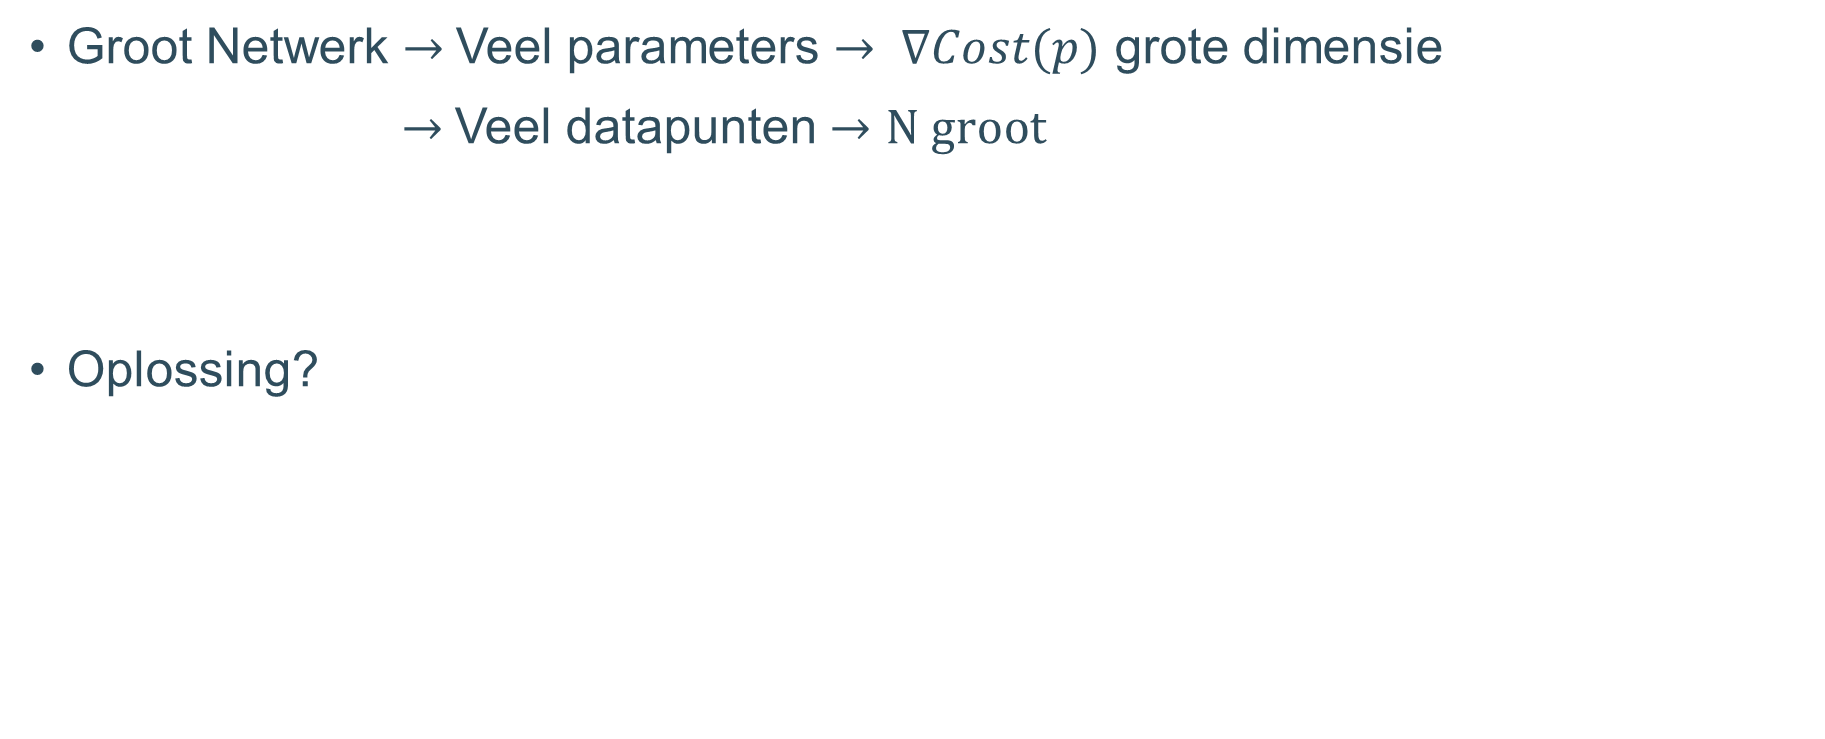 • Groot Netwerk → Veel parameters → ∇Cost(p) grote dimensie
→ Veel datapunten → N groot
• Oplossing?